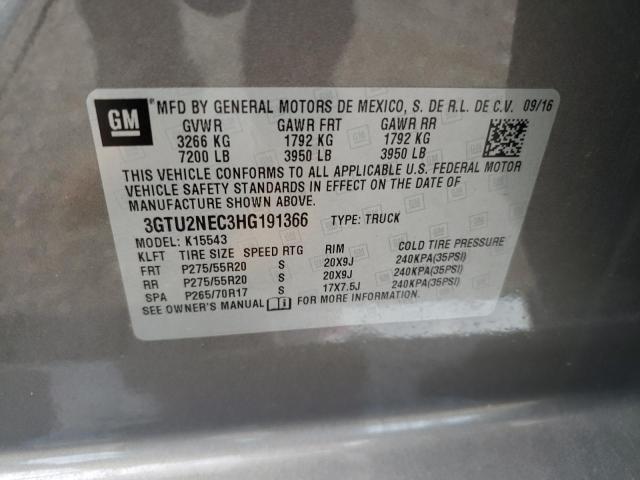 GM ® MFD BY GENERAL MOTORS DE MEXICO, S. DE R.L. DE C.V. 09/16
GVWR GAWR FRT GAWR RR
3266 KG 1792 KG 1792 KG
7200 LB 3950 LB 3950 LB
THIS VEHICLE CONFORMS TO ALL APPLICABLE U.S. FEDERAL MOTOR
VEHICLE SAFETY STANDARDS IN EFFECT ON THE DATE OF
MANUFACTURE SHOWN ABOVE.
3GTU2NEC3HG191366 TYPE: TRUCK
MODEL: K15543
KLFT TIRE SIZE SPEED RTG RIM COLD TIRE PRESSURE
FRT P275/55R20 S 20X9J 240KPA(35PSI)
RR P275/55R20 S 20X9J 240KPA(35PSI)
SPA P265/70R17 S 17X7.5J 240KPA(35PSI)
SEE OWNER'S MANUAL FOR MORE INFORMATION.